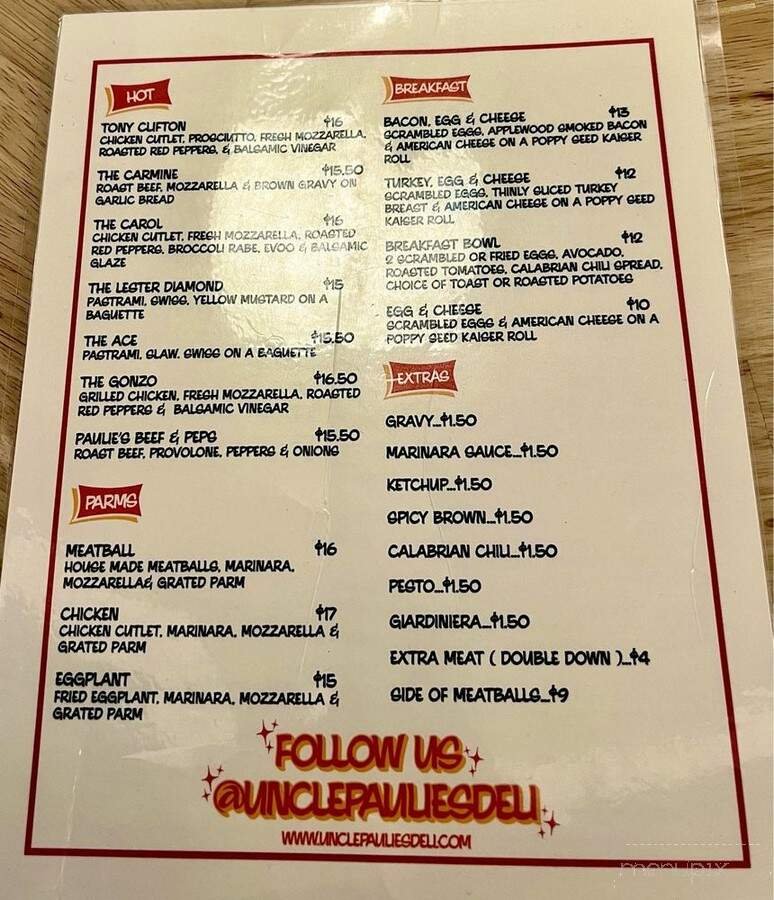 HOT
TONY CLIFTON $16
CHICKEN CUTLET, PROSCIUTTO, FRESH MOZZARELLA,
ROASTED RED PEPPERS, & BALSAMIC VINEGAR
THE CARMINE $15.50
ROAST BEEF, MOZZARELLA & BROWN GRAVY ON
GARLIC BREAD
THE CAROL $16
CHICKEN CUTLET, FRESH MOZZARELLA, ROASTED
RED PEPPERS, BROCCOLI RABE, EVOO & BALSAMIC
GLAZE
THE LESTER DIAMOND $15
PASTRAMI, SWISS, YELLOW MUSTARD ON A
BAGUETTE
THE ACE $15.50
PASTRAMI, SLAW, SWISS ON A BAGUETTE
THE GONZO $16.50
GRILLED CHICKEN, FRESH MOZZARELLA, ROASTED
RED PEPPERS & BALSAMIC VINEGAR
PAULIE'S BEEF & PEPS $15.50
ROAST BEEF, PROVOLONE, PEPPERS & ONIONS
PARMS
MEATBALL $16
HOUSE MADE MEATBALLS, MARINARA,
MOZZARELLA& GRATED PARM
CHICKEN $17
CHICKEN CUTLET, MARINARA, MOZZARELLA &
GRATED PARM
EGGPLANT $15
FRIED EGGPLANT, MARINARA, MOZZARELLA &
GRATED PARM
BREAKFAST
BACON, EGG & CHEESE $13
SCRAMBLED EGGS, APPLEWOOD SMOKED BACON
& AMERICAN CHEESE ON A POPPY SEED KAISER
ROLL
TURKEY, EGG & CHEESE $12
SCRAMBLED EGGS, THINLY SLICED TURKEY
BREAST & AMERICAN CHEESE ON A POPPY SEED
KAISER ROLL
BREAKFAST BOWL $12
2 SCRAMBLED OR FRIED EGGS, AVOCADO,
ROASTED TOMATOES, CALABRIAN CHILI SPREAD,
CHOICE OF TOAST OR ROASTED POTATOES
EGG & CHEESE $10
SCRAMBLED EGGS & AMERICAN CHEESE ON A
POPPY SEED KAISER ROLL
EXTRAS
GRAVY...$1.50
MARINARA SAUCE...$1.50
KETCHUP...$1.50
SPICY BROWN...$1.50
CALABRIAN CHILI...$1.50
PESTO...$1.50
GIARDINIERA...$1.50
EXTRA MEAT ( DOUBLE DOWN )...$4
SIDE OF MEATBALLS...$9
FOLLOW US
@UNCLEPAULIESDELI
WWW.UNCLEPAULIESDELI.COM
menupix